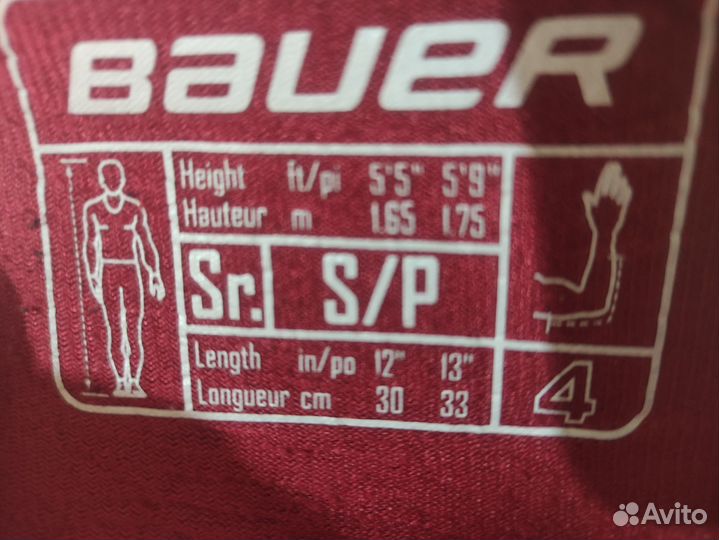 BAUER
Height ft/pi 5'5" 5'9"
Hauteur m 1.65 1.75
Sr. S/P
Length in/po 12" 13"
Longueur cm 30 33
4
Avito